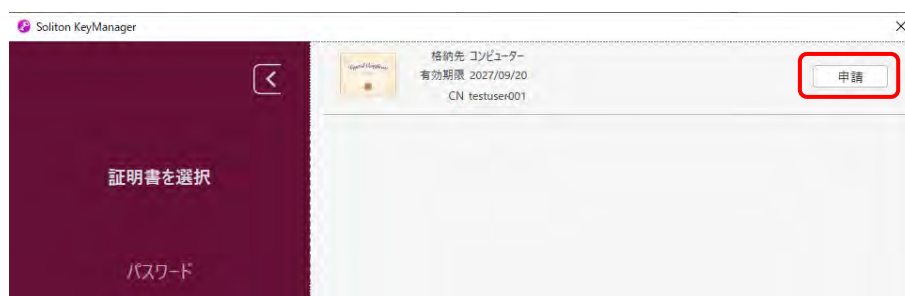 Soliton KeyManager
格納先 コンピューター
有効期限 2027/09/20
CN testuser001
申請
証明書を選択
パスワード